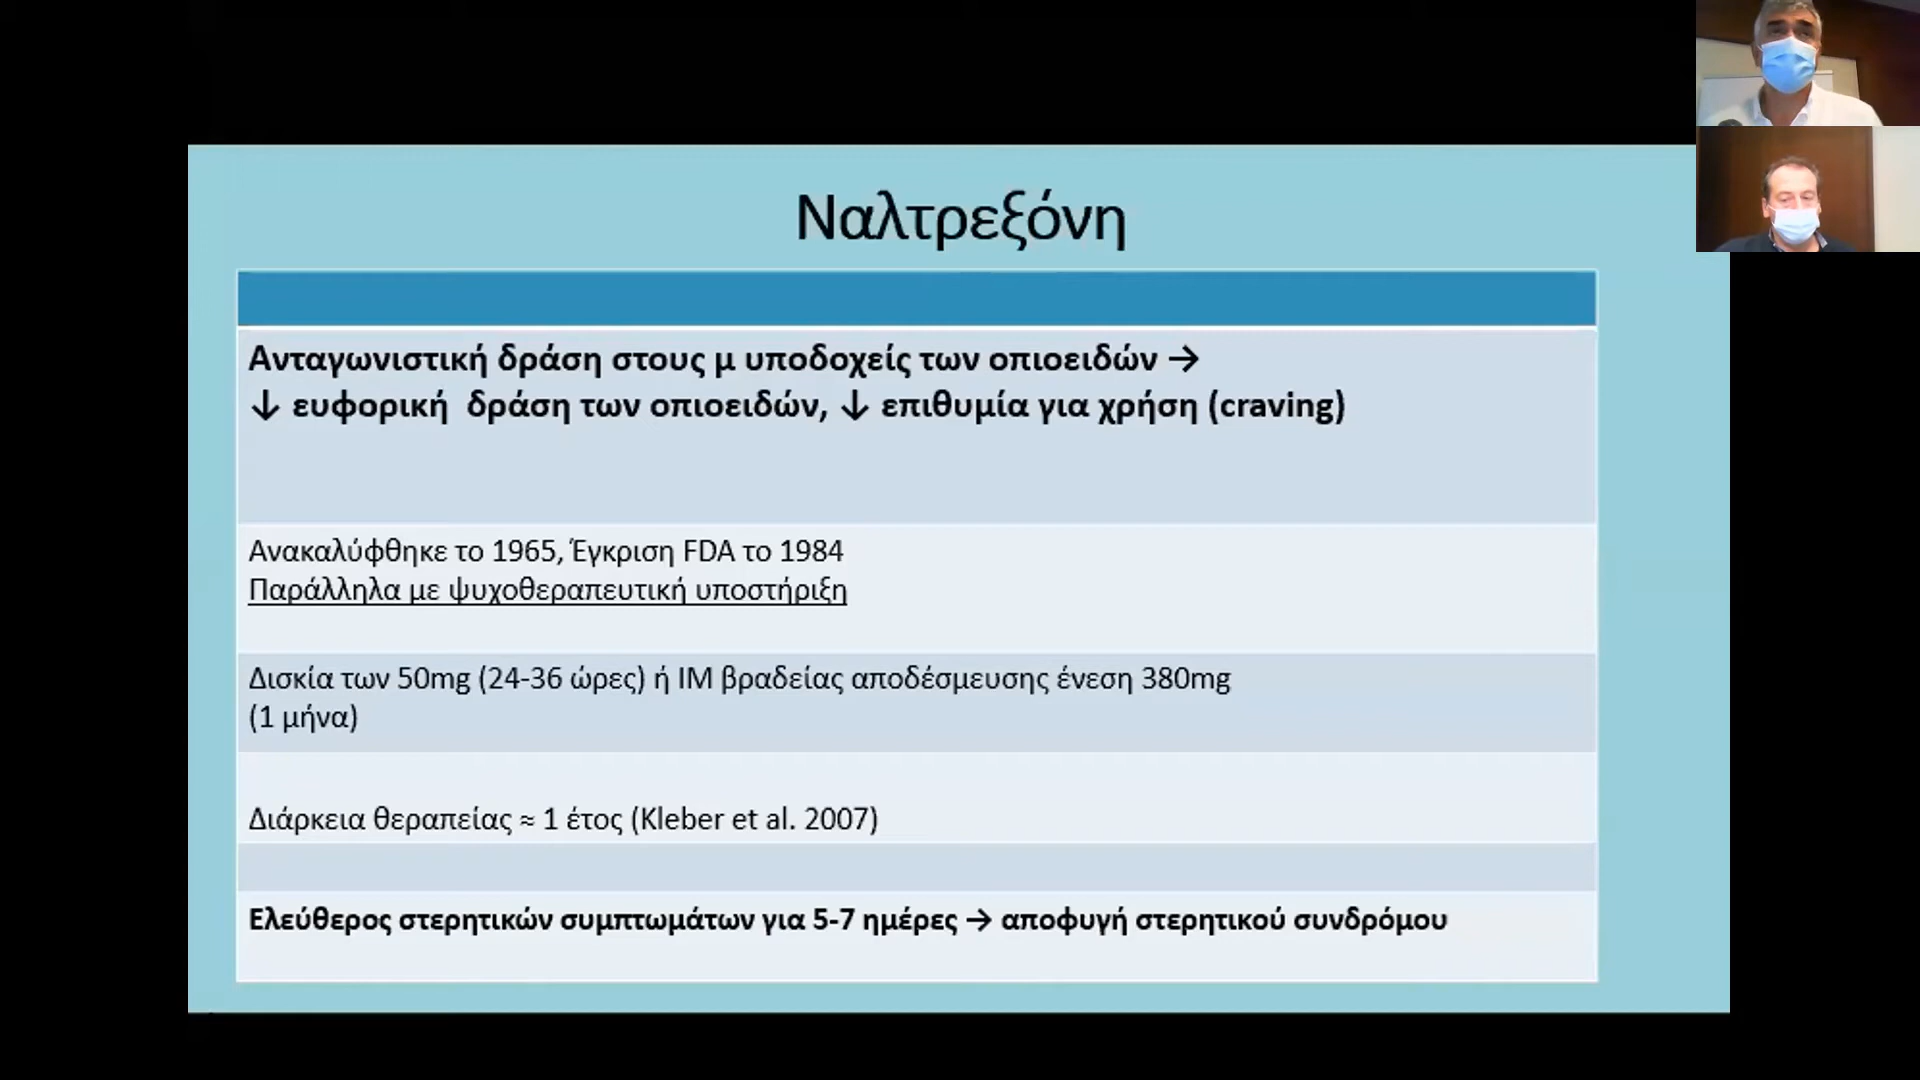 Ναλτρεξόνη
Ανταγωνιστική δράση στους μ υποδοχείς των οπιοειδών →
↓ ευφορική δράση των οπιοειδών, ↓ επιθυμία για χρήση (craving)
Ανακαλύφθηκε το 1965, Έγκριση FDA το 1984
Παράλληλα με ψυχοθεραπευτική υποστήριξη
Δισκία των 50mg (24-36 ώρες) ή IM βραδείας αποδέσμευσης ένεση 380mg
(1 μήνα)
Διάρκεια θεραπείας ≈ 1 έτος (Kleber et al. 2007)
Ελεύθερος στερητικών συμπτωμάτων για 5-7 ημέρες → αποφυγή στερητικού συνδρόμου